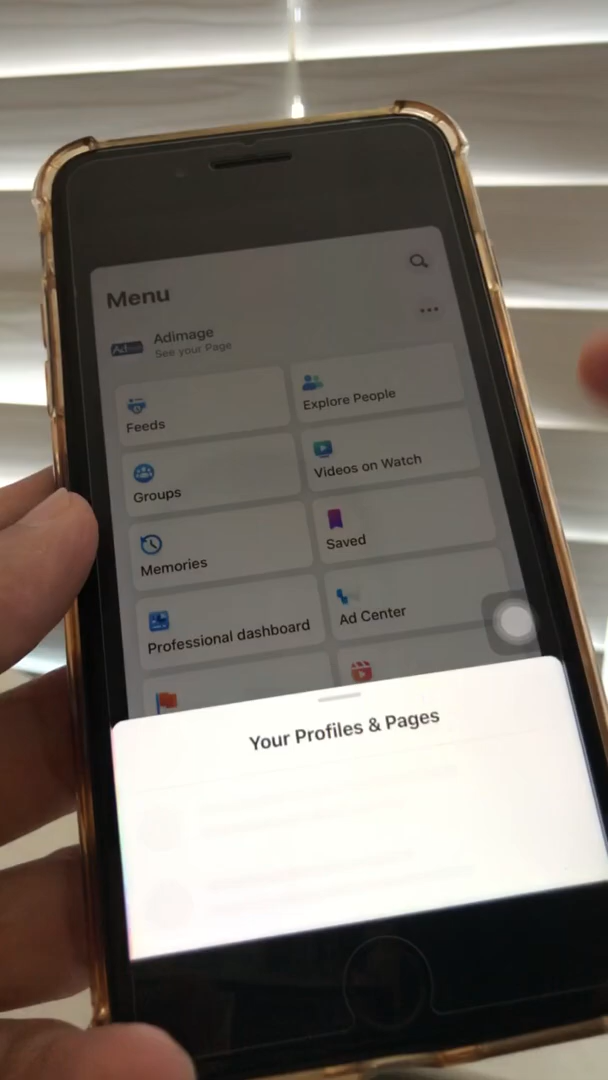 Menu
Adimage
See your Page
Feeds
Explore People
Groups
Videos on Watch
Memories
Saved
Professional dashboard
Ad Center
Your Profiles & Pages